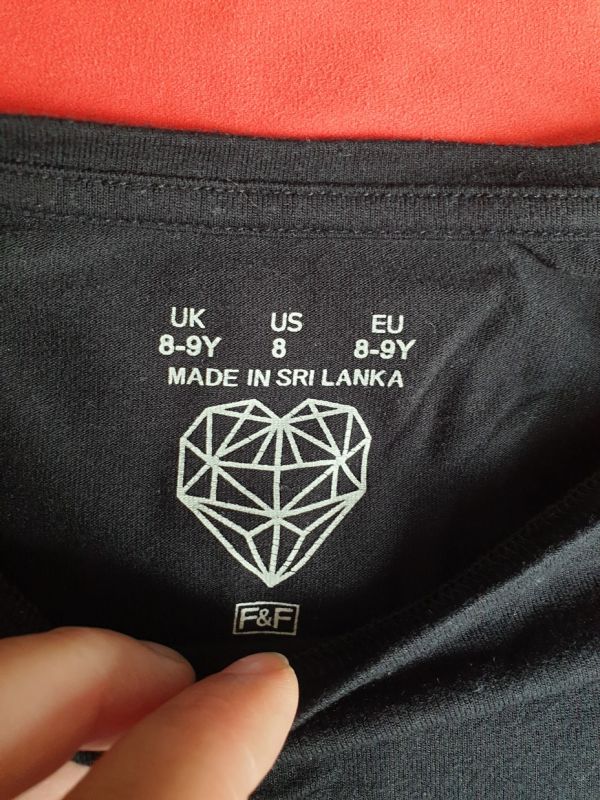 UK US EU
8-9Y 8 8-9Y
MADE IN SRI LANKA
F&F